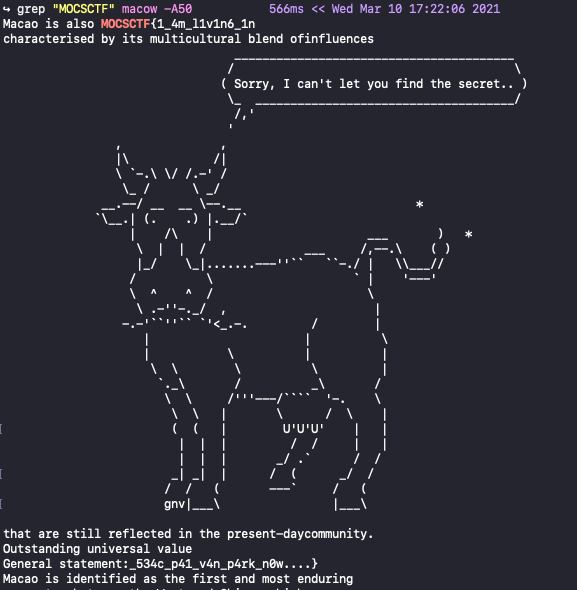 ↪ grep "MOCSCTF" macow -A50 566ms << Wed Mar 10 17:22:06 2021
Macao is also MOCSCTF{1_4m_l1v1n6_1n
characterised by its multicultural blend ofinfluences
( Sorry, I can't let you find the secret.. )
U'U'U'
gnv
that are still reflected in the present-daycommunity.
Outstanding universal value
General statement:_534c_p41_v4n_p4rk_n0w....}
Macao is identified as the first and most enduring